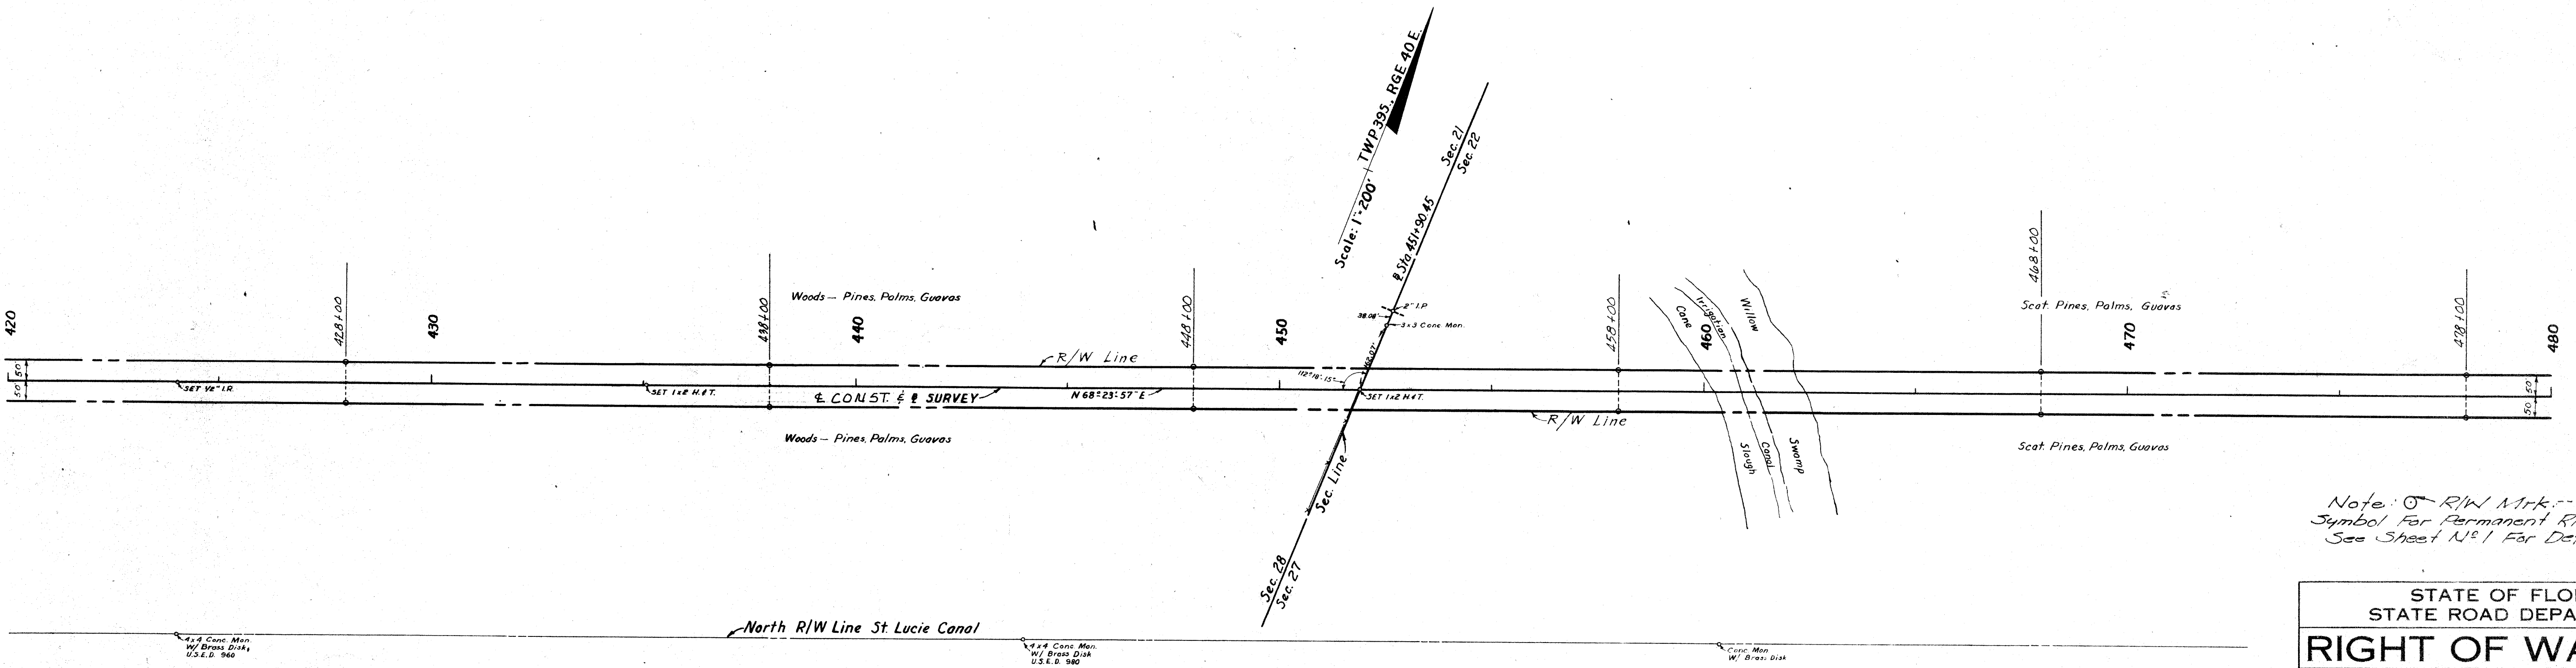 TWP 39S., RGE 40E.
Scale: 1"=200'
Sec. 21
Sec. 22
℄ Sta. 451+90.45
2" I.P.
38.08'
3x3 Conc. Mon.
112°-18'-15"
SET 1x2 H.&T.
420
428+00
430
438+00
Woods — Pines, Palms, Guavas
440
448+00
450
458+00
Cane
Irrigation
Willow
460
468+00
Scat. Pines, Palms, Guavas
470
478+00
480
50'
50'
R/W Line
50'
50'
SET 1/2" I.R.
SET 1x2 H.&T.
℄ CONST. & ℄ SURVEY
N 68°-23'-57" E
R/W Line
Woods — Pines, Palms, Guavas
Sec. Line
Slough
Canal
Swamp
Scat. Pines, Palms, Guavas
Sec. 28
Sec. 27
Note: R/W Mrk.--
Symbol For Permanent
See Sheet Nº 1 For
North R/W Line St. Lucie Canal
4x4 Conc. Mon.
W/ Brass Disk,
U.S.E.D. 960
4x4 Conc. Mon.
W/ Brass Disk
U.S.E.D. 980
Conc. Mon
W/ Brass Disk
STATE OF FLO
STATE ROAD DEPA
RIGHT OF WA